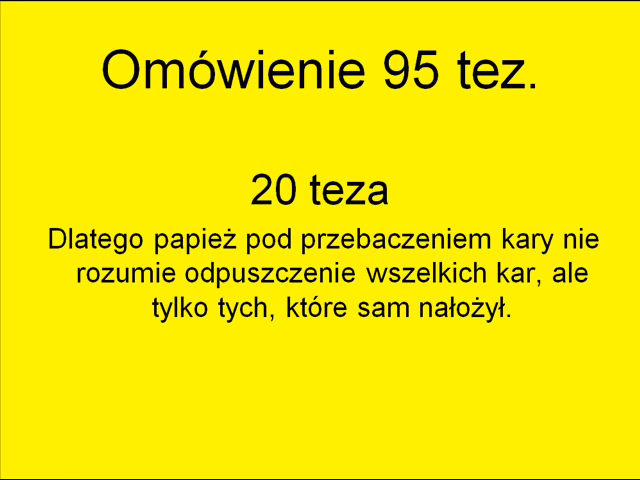 Omówienie 95 tez.
20 teza
Dlatego papież pod przebaczeniem kary nie
rozumie odpuszczenie wszelkich kar, ale
tylko tych, które sam nałożył.